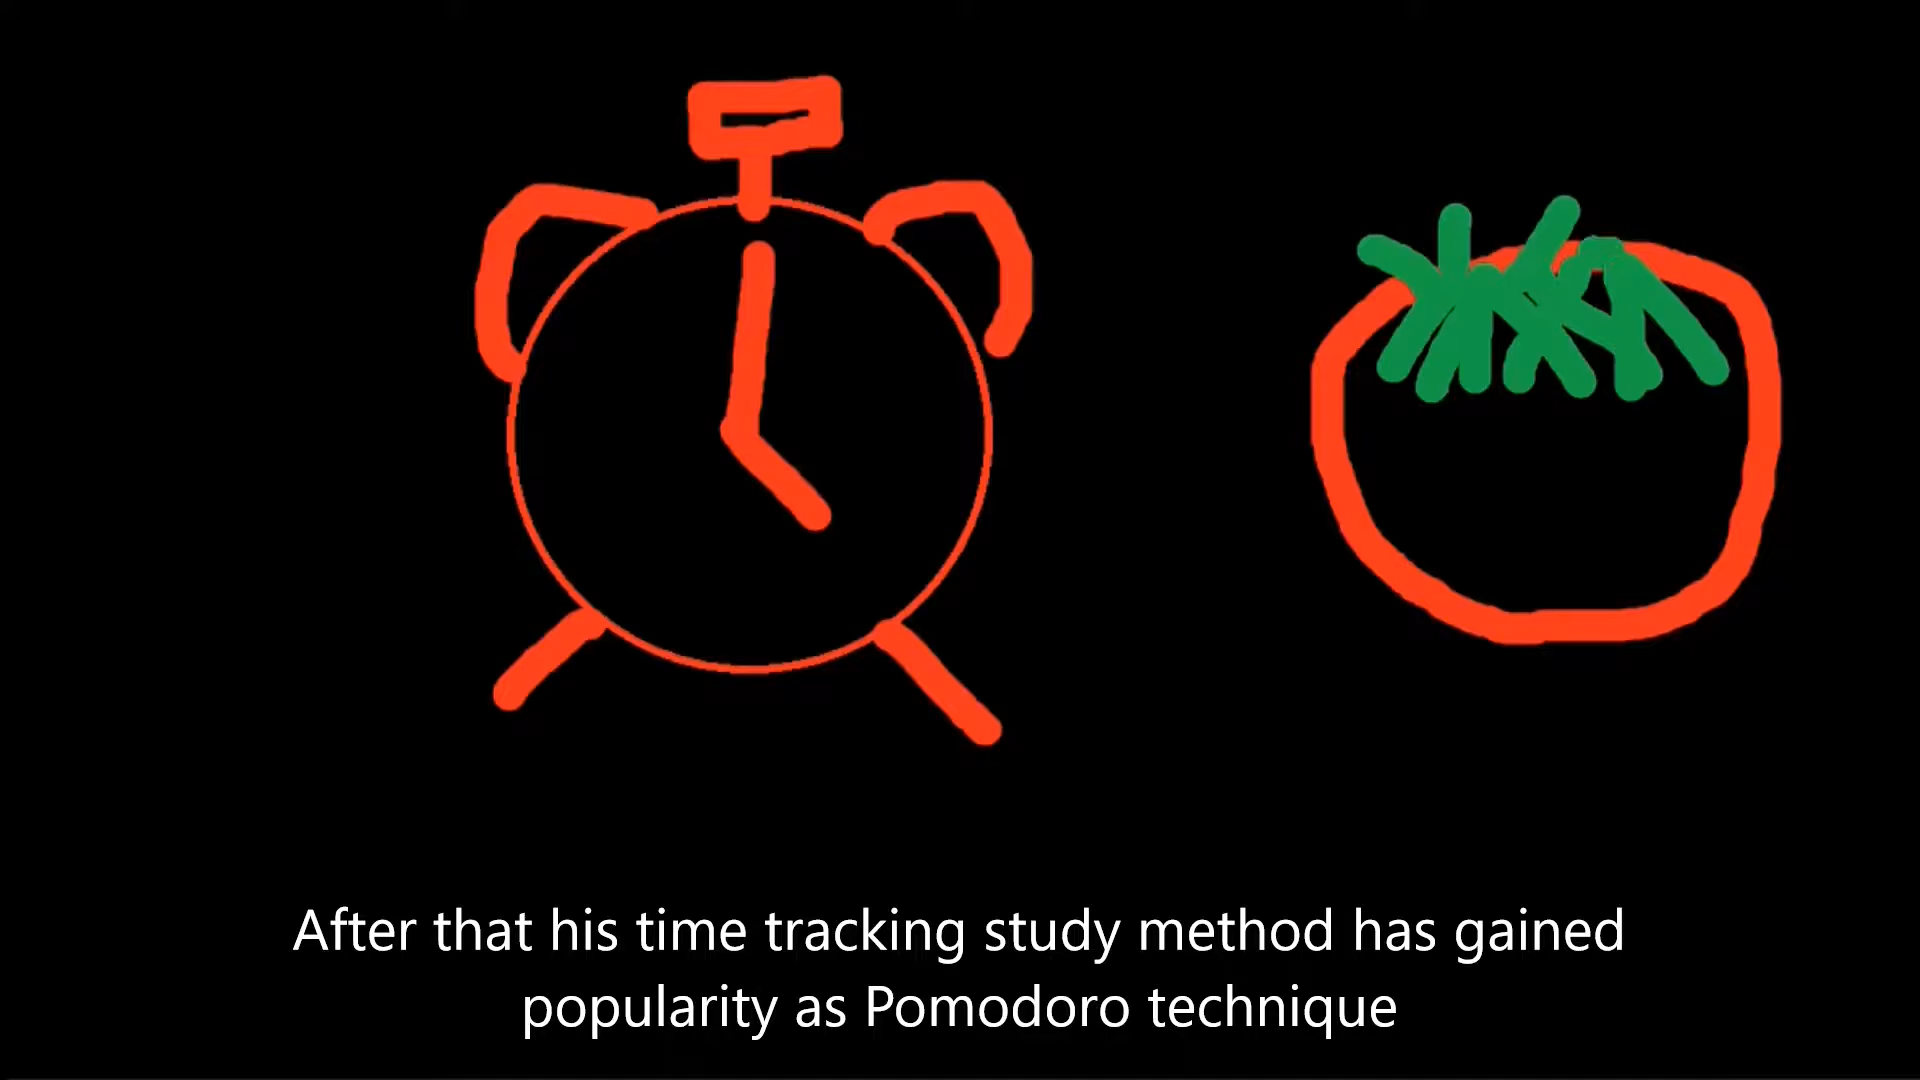 After that his time tracking study method has gained
popularity as Pomodoro technique